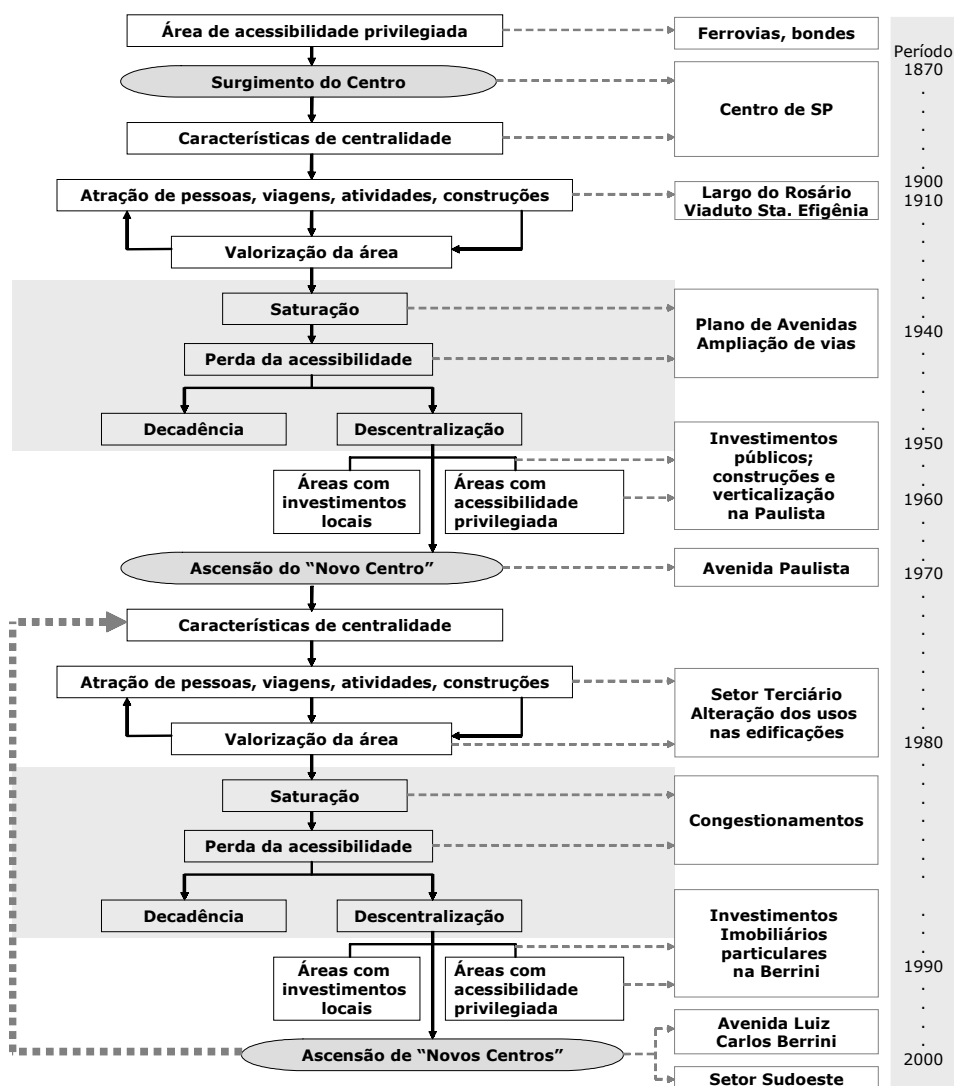 Área de acessibilidade privilegiada
Ferrovias, bondes
Período
1870
Surgimento do Centro
Centro de SP
Características de centralidade
1900
Atração de pessoas, viagens, atividades, construções
Largo do Rosário
Viaduto Sta. Efigênia
1910
Valorização da área
Saturação
Plano de Avenidas
Ampliação de vias
1940
Perda da acessibilidade
Decadência
Descentralização
Investimentos
públicos;
construções e
verticalização
na Paulista
1950
Áreas com
investimentos
locais
Áreas com
acessibilidade
privilegiada
1960
Ascensão do “Novo Centro”
Avenida Paulista
1970
Características de centralidade
Atração de pessoas, viagens, atividades, construções
Setor Terciário
Alteração dos usos
nas edificações
Valorização da área
1980
Saturação
Congestionamentos
Perda da acessibilidade
Decadência
Descentralização
Investimentos
Imobiliários
particulares
na Berrini
Áreas com
investimentos
locais
Áreas com
acessibilidade
privilegiada
1990
Avenida Luiz
Carlos Berrini
Ascensão de “Novos Centros”
2000
Setor Sudoeste